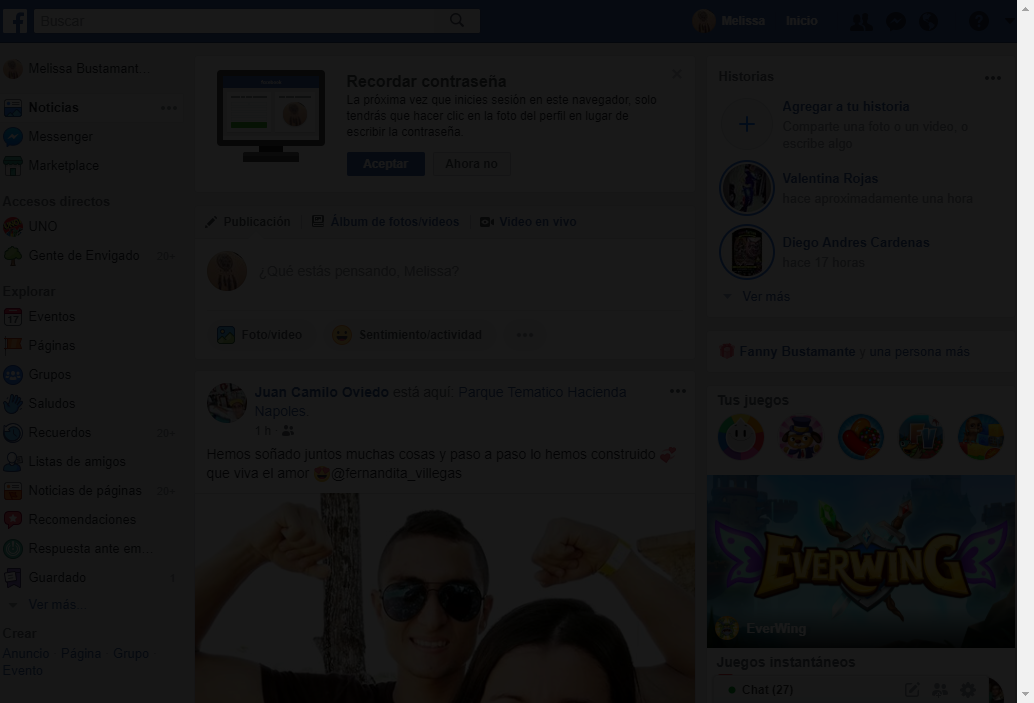 Buscar
Melissa
Inicio
Melissa Bustamant...
Noticias
Messenger
Marketplace
Accesos directos
UNO
Gente de Envigado 20+
Explorar
Eventos
Páginas
Grupos
Saludos
Recuerdos 20+
Listas de amigos
Noticias de páginas 20+
Recomendaciones
Respuesta ante em...
Guardado 1
Ver más...
Crear
Anuncio Página Grupo
Evento
Recordar contraseña
La próxima vez que inicies sesión en este navegador, solo
tendrás que hacer clic en la foto del perfil en lugar de
escribir la contraseña.
Aceptar
Ahora no
Publicación
Álbum de fotos/videos
Video en vivo
¿Qué estás pensando, Melissa?
Foto/video
Sentimiento/actividad
Juan Camilo Oviedo está aquí: Parque Tematico Hacienda
Napoles.
1 h
Hemos soñado juntos muchas cosas y paso a paso lo hemos construido 💞
que viva el amor 😍@fernandita_villegas
Historias
Agregar a tu historia
Comparte una foto o un video, o
escribe algo
Valentina Rojas
hace aproximadamente una hora
Diego Andres Cardenas
hace 17 horas
Ver más
Fanny Bustamante y una persona más
Tus juegos
EVERWING
EverWing
Juegos instantáneos
Chat (27)